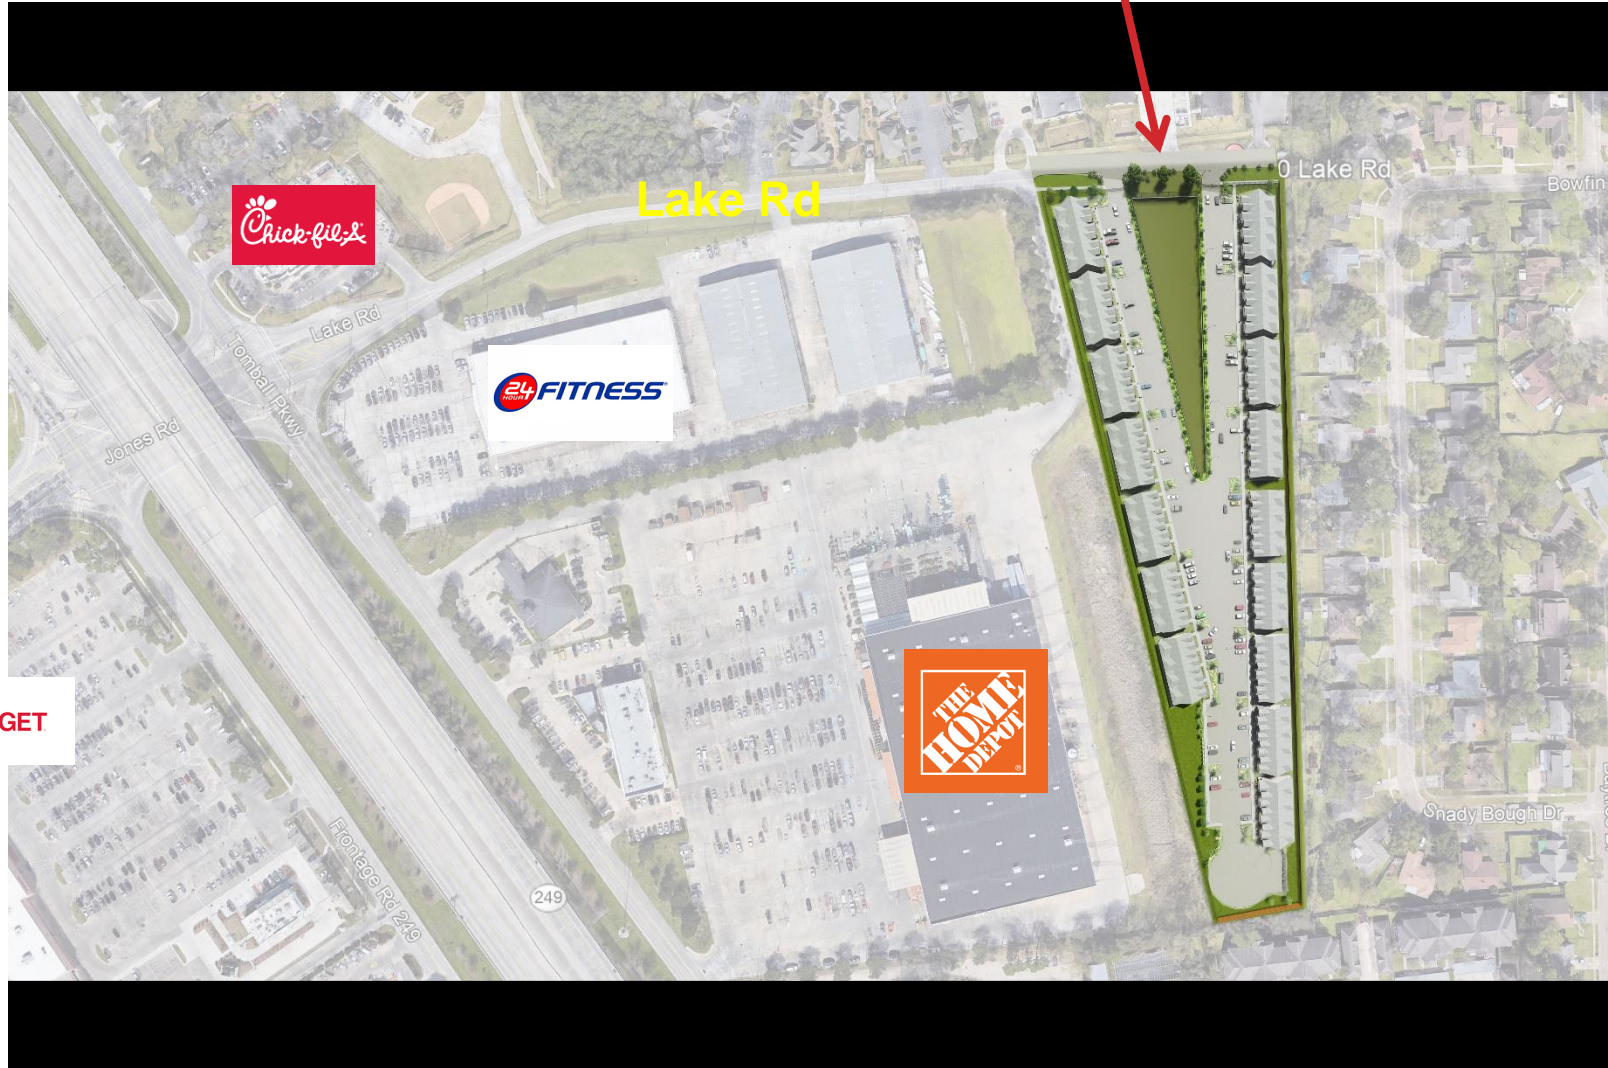 0 Lake Rd
Bowfin
Lake Rd
Chick-fil-A
Lake Rd
Tomball Pkwy
24
HOUR
FITNESS
Jones Rd
THE
HOME
DEPOT
GET
Shady Bough Dr
Frontage Rd 249
249